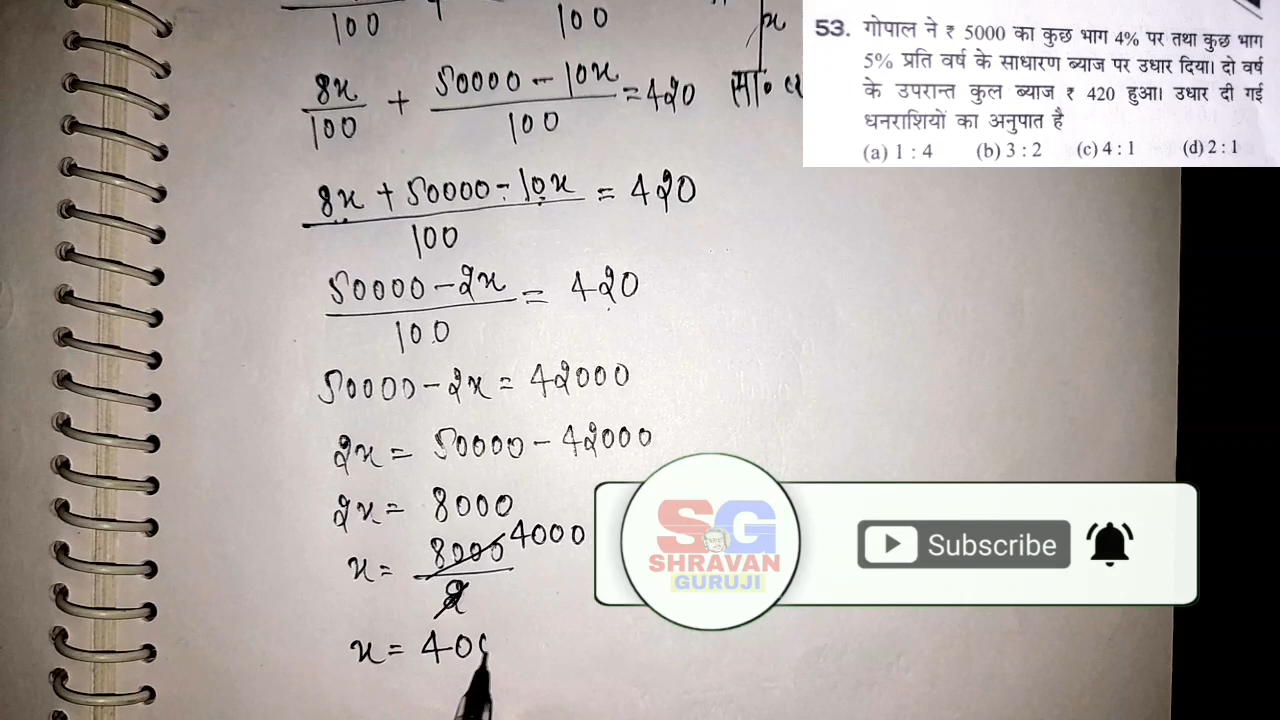 100 100
x
8x/100 + 50000 - 10x/100 = 420 सा०
8x + 50000 - 10x/100 = 420
50000 - 2x/100 = 420
50000 - 2x = 42000
2x = 50000 - 42000
2x = 8000
x = 8000/2 4000
x = 400
53. गोपाल ने ₹ 5000 का कुछ भाग 4% पर तथा कुछ भाग
5% प्रति वर्ष के साधारण ब्याज पर उधार दिया। दो वर्ष
के उपरान्त कुल ब्याज ₹ 420 हुआ। उधार दी गई
धनराशियों का अनुपात है
(a) 1 : 4 (b) 3 : 2 (c) 4 : 1 (d) 2 : 1
SG
SHRAVAN
GURUJI
Subscribe